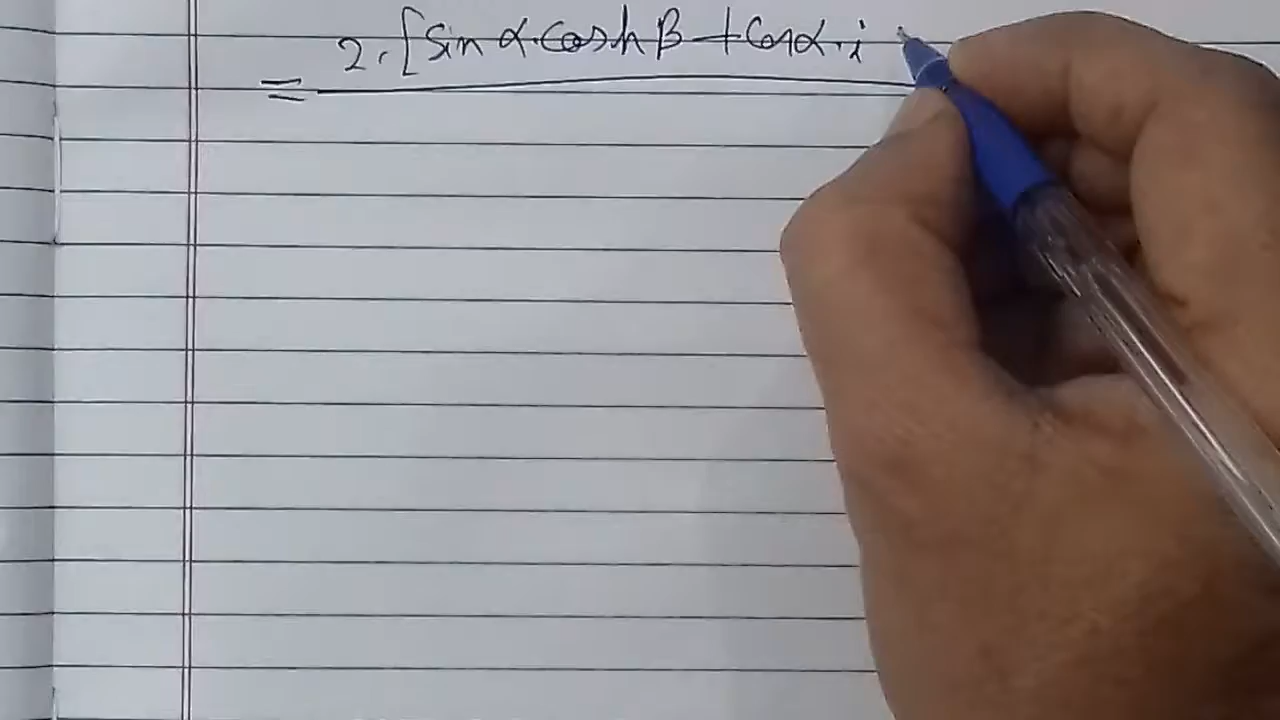 = 2. [sin α. cosh β + cos α. i